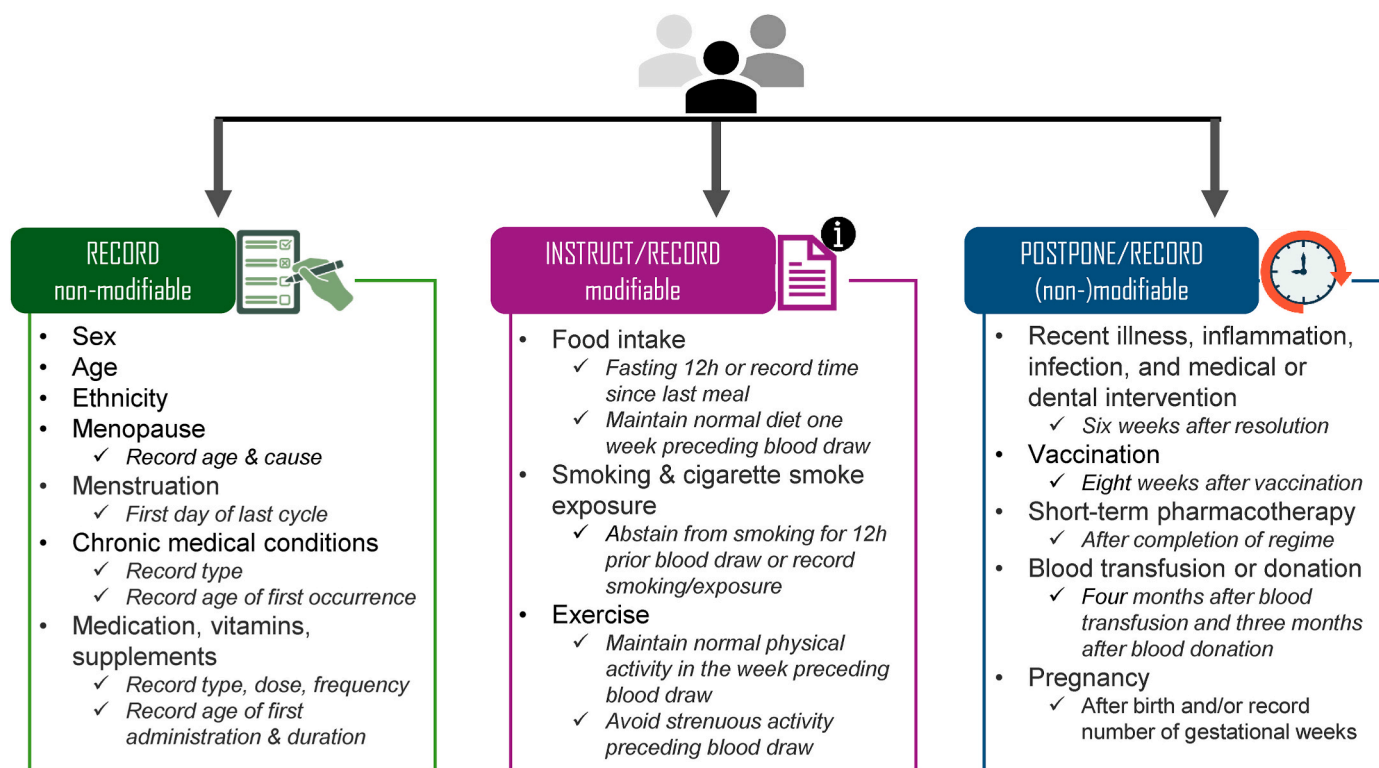 RECORD
non-modifiable
• Sex
• Age
• Ethnicity
• Menopause
✓ Record age & cause
• Menstruation
✓ First day of last cycle
• Chronic medical conditions
✓ Record type
✓ Record age of first occurrence
• Medication, vitamins,
supplements
✓ Record type, dose, frequency
✓ Record age of first
administration & duration
i
INSTRUCT/RECORD
modifiable
• Food intake
✓ Fasting 12h or record time
since last meal
✓ Maintain normal diet one
week preceding blood draw
• Smoking & cigarette smoke
exposure
✓ Abstain from smoking for 12h
prior blood draw or record
smoking/exposure
• Exercise
✓ Maintain normal physical
activity in the week preceding
blood draw
✓ Avoid strenuous activity
preceding blood draw
POSTPONE/RECORD
(non-)modifiable
• Recent illness, inflammation,
infection, and medical or
dental intervention
✓ Six weeks after resolution
• Vaccination
✓ Eight weeks after vaccination
• Short-term pharmacotherapy
✓ After completion of regime
• Blood transfusion or donation
✓ Four months after blood
transfusion and three months
after blood donation
• Pregnancy
✓ After birth and/or record
number of gestational weeks